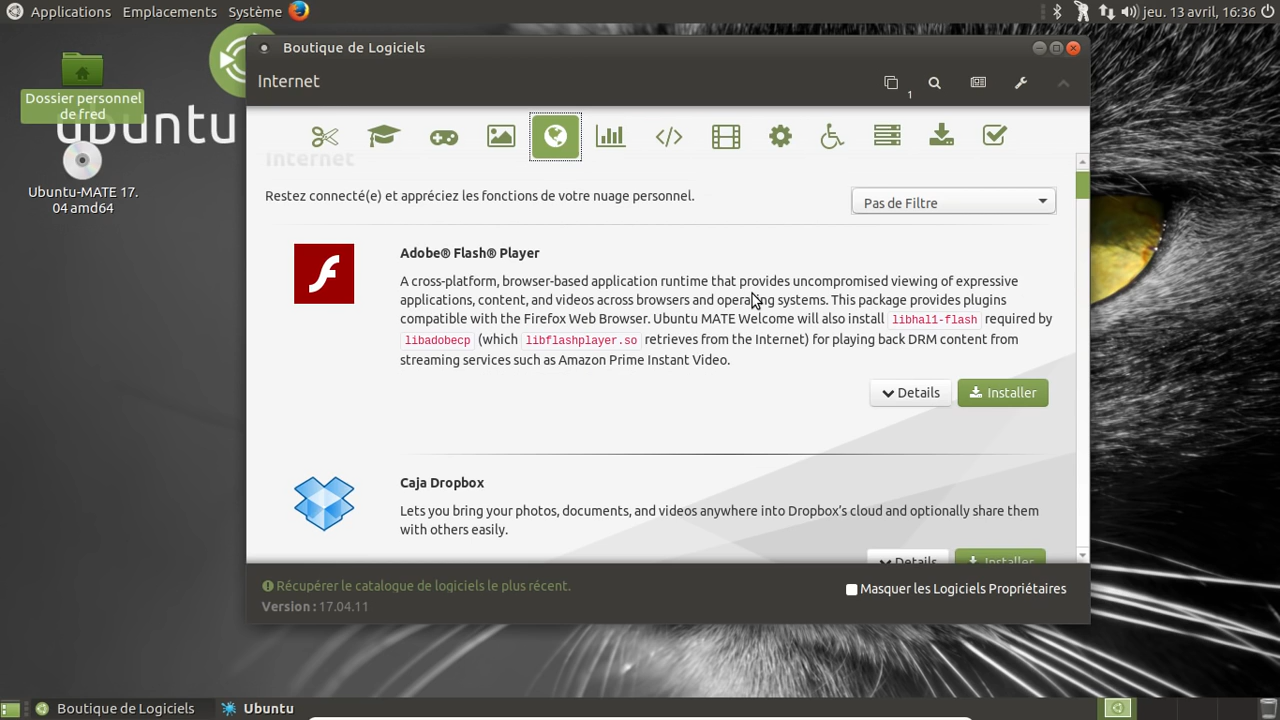 Applications Emplacements Système jeu. 13 avril, 16:36
Boutique de Logiciels
Internet
1
Dossier personnel
de fred
ubuntu
Ubuntu-MATE 17.
04 amd64
Internet
Restez connecté(e) et appréciez les fonctions de votre nuage personnel.
Pas de Filtre
Adobe® Flash® Player
A cross-platform, browser-based application runtime that provides uncompromised viewing of expressive
applications, content, and videos across browsers and operating systems. This package provides plugins
compatible with the Firefox Web Browser. Ubuntu MATE Welcome will also install libhal1-flash required by
libadobecp (which libflashplayer.so retrieves from the Internet) for playing back DRM content from
streaming services such as Amazon Prime Instant Video.
Details Installer
Caja Dropbox
Lets you bring your photos, documents, and videos anywhere into Dropbox's cloud and optionally share them
with others easily.
Details Installer
Récupérer le catalogue de logiciels le plus récent.
Masquer les Logiciels Propriétaires
Version : 17.04.11
Boutique de Logiciels Ubuntu